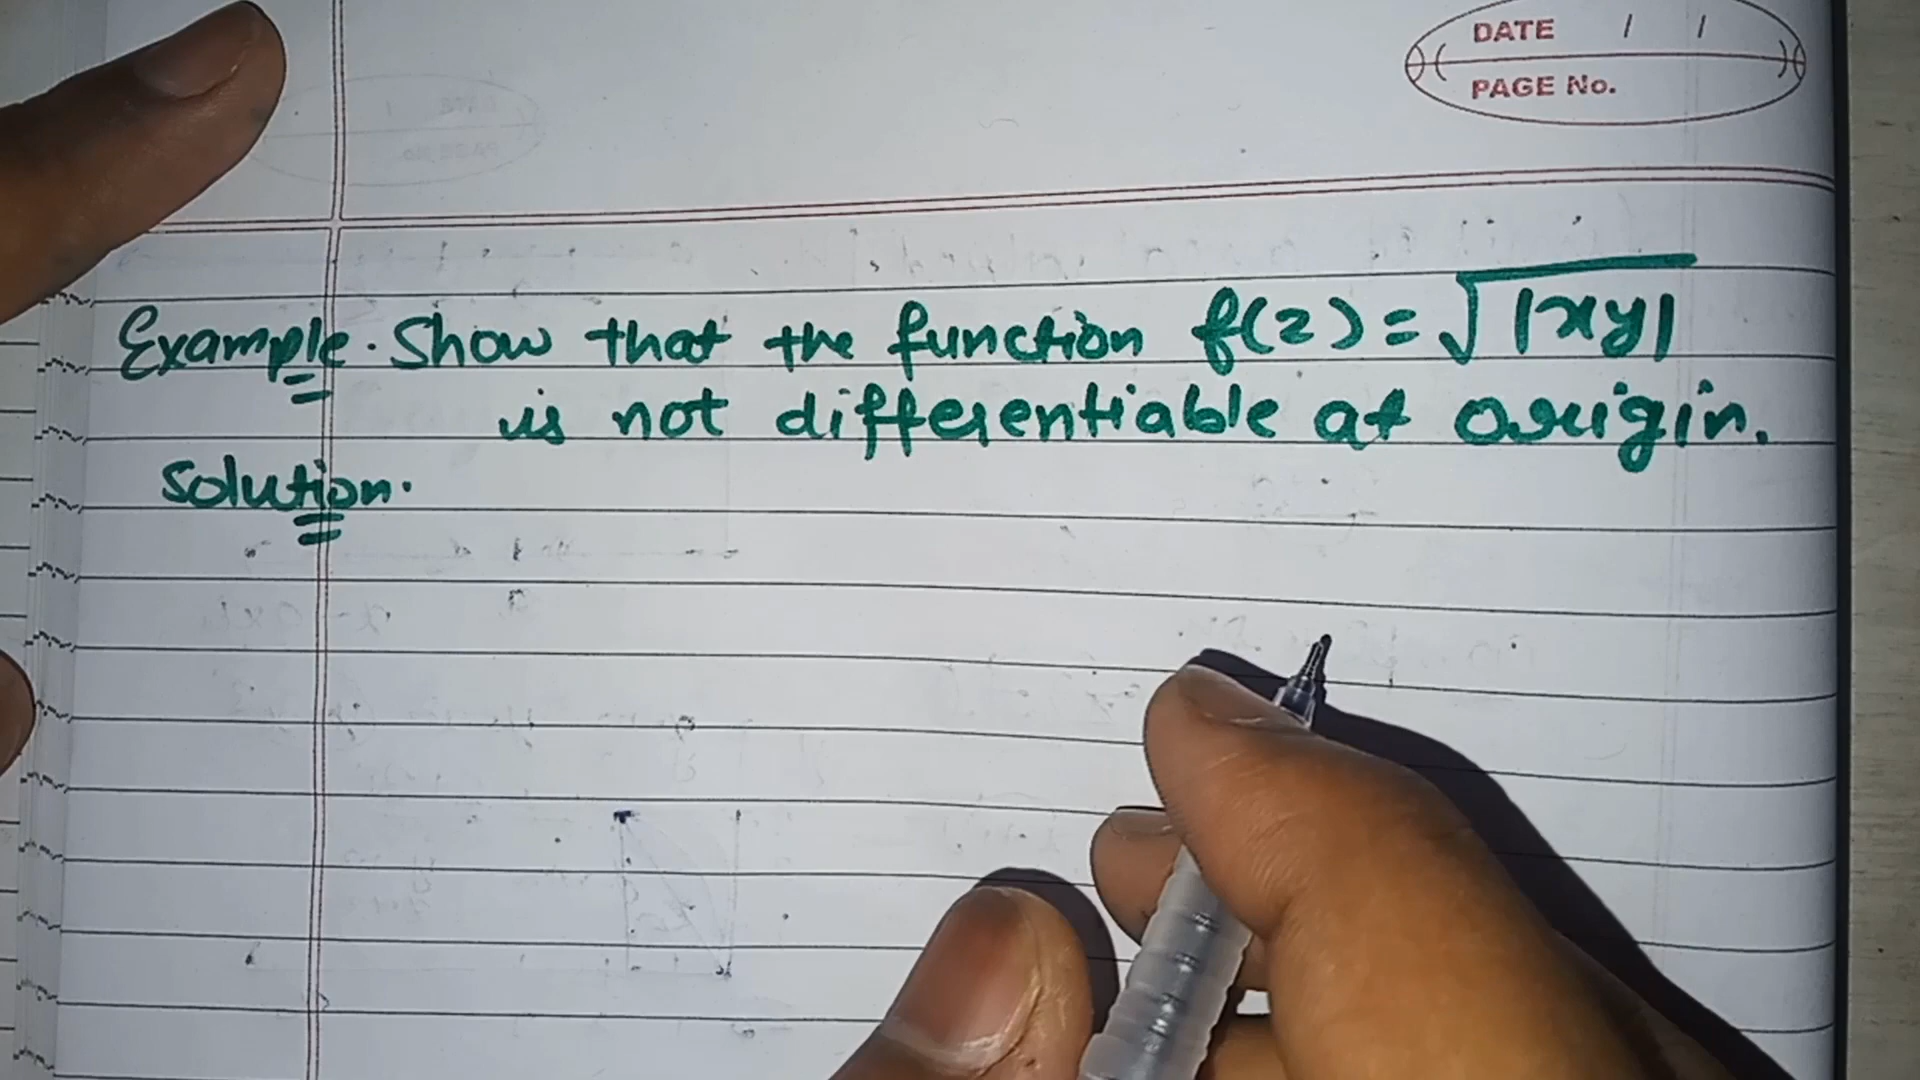 DATE / /
PAGE No.
Example. Show that the function f(z) = √|xy|
is not differentiable at origin.
Solution.